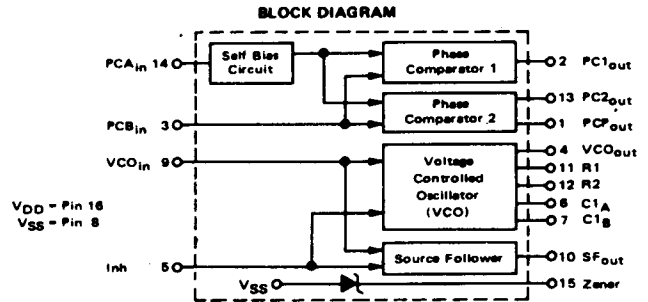 BLOCK DIAGRAM
PCAin 14
Self Bias
Circuit
Phase
Comparator 1
2 PC1out
13 PC2out
PCBin 3
Phase
Comparator 2
1 PCPout
VCOin 9
Voltage
Controlled
Oscillator
(VCO)
4 VCOout
11 R1
12 R2
6 C1A
7 C1B
VDD = Pin 16
VSS = Pin 8
Inh 5
Source Follower
10 SFout
VSS
15 Zener